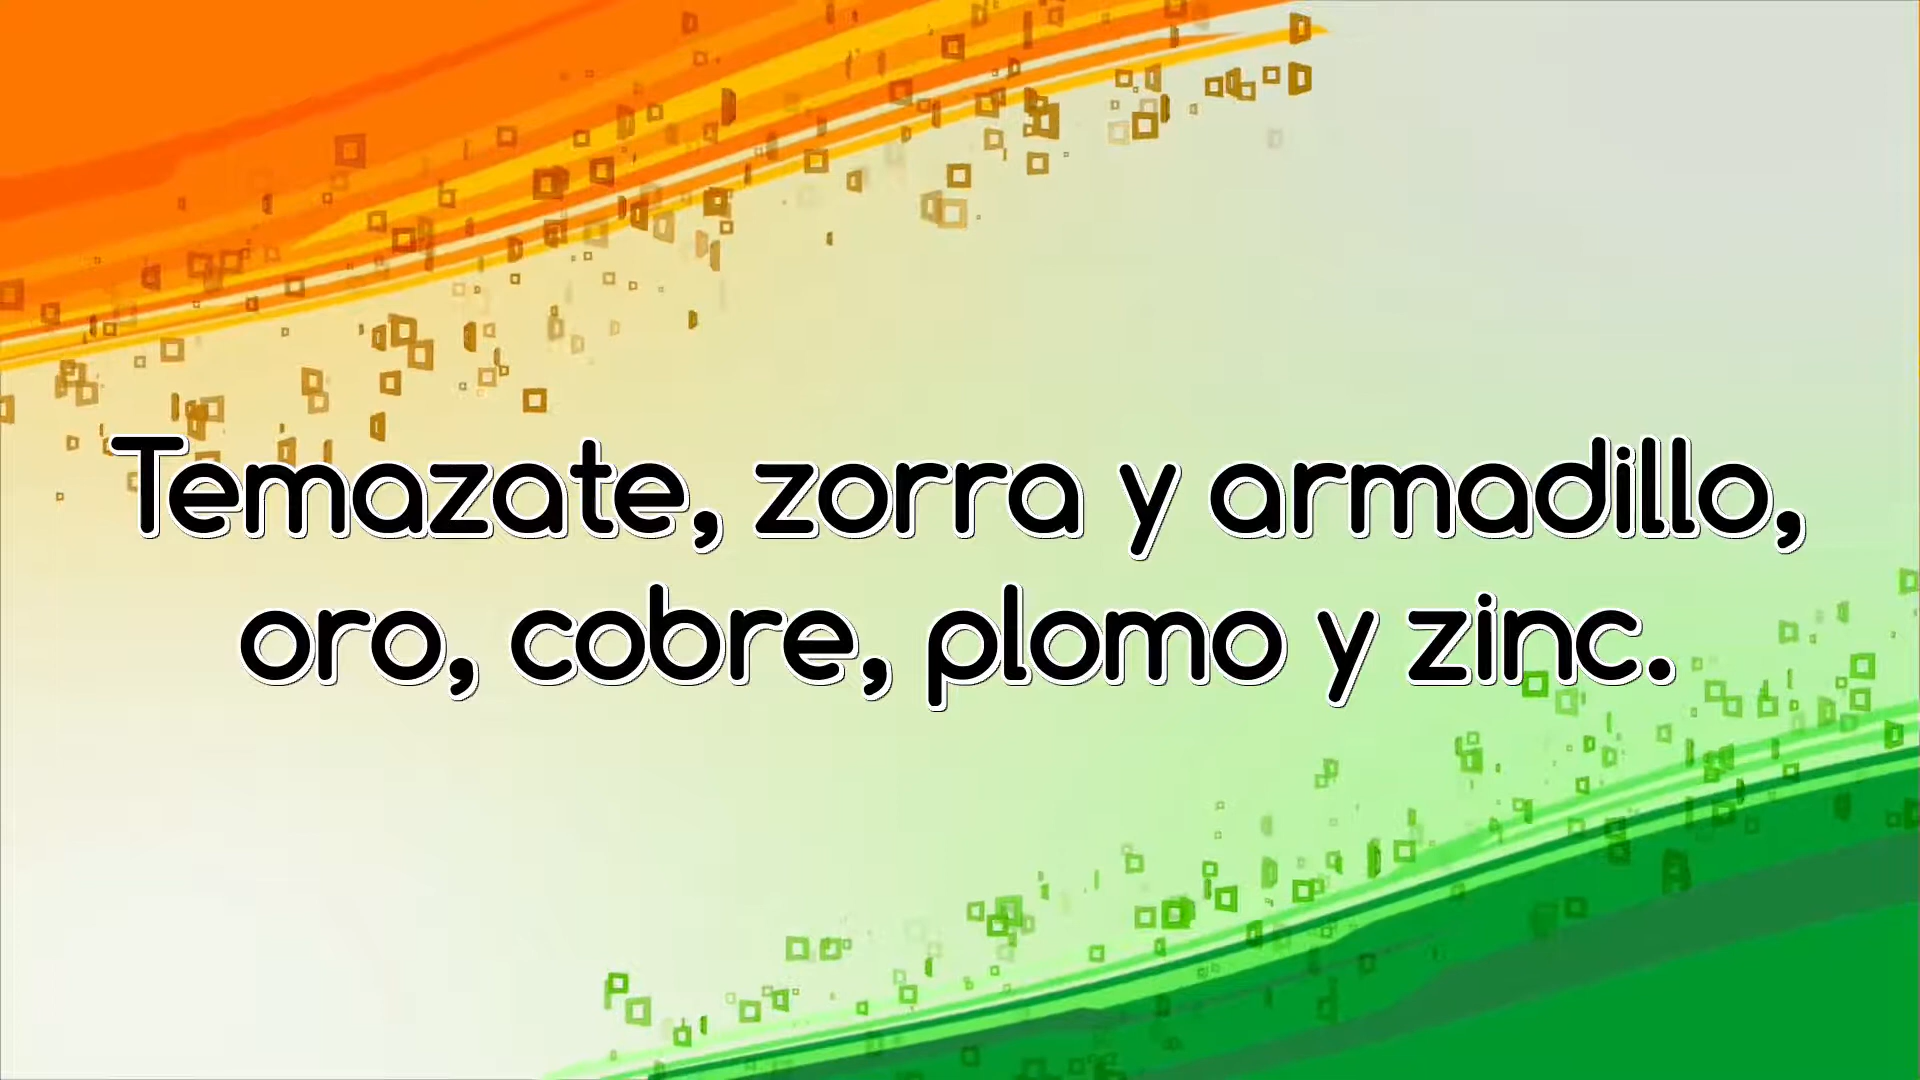 Temazate, zorra y armadillo,
oro, cobre, plomo y zinc.